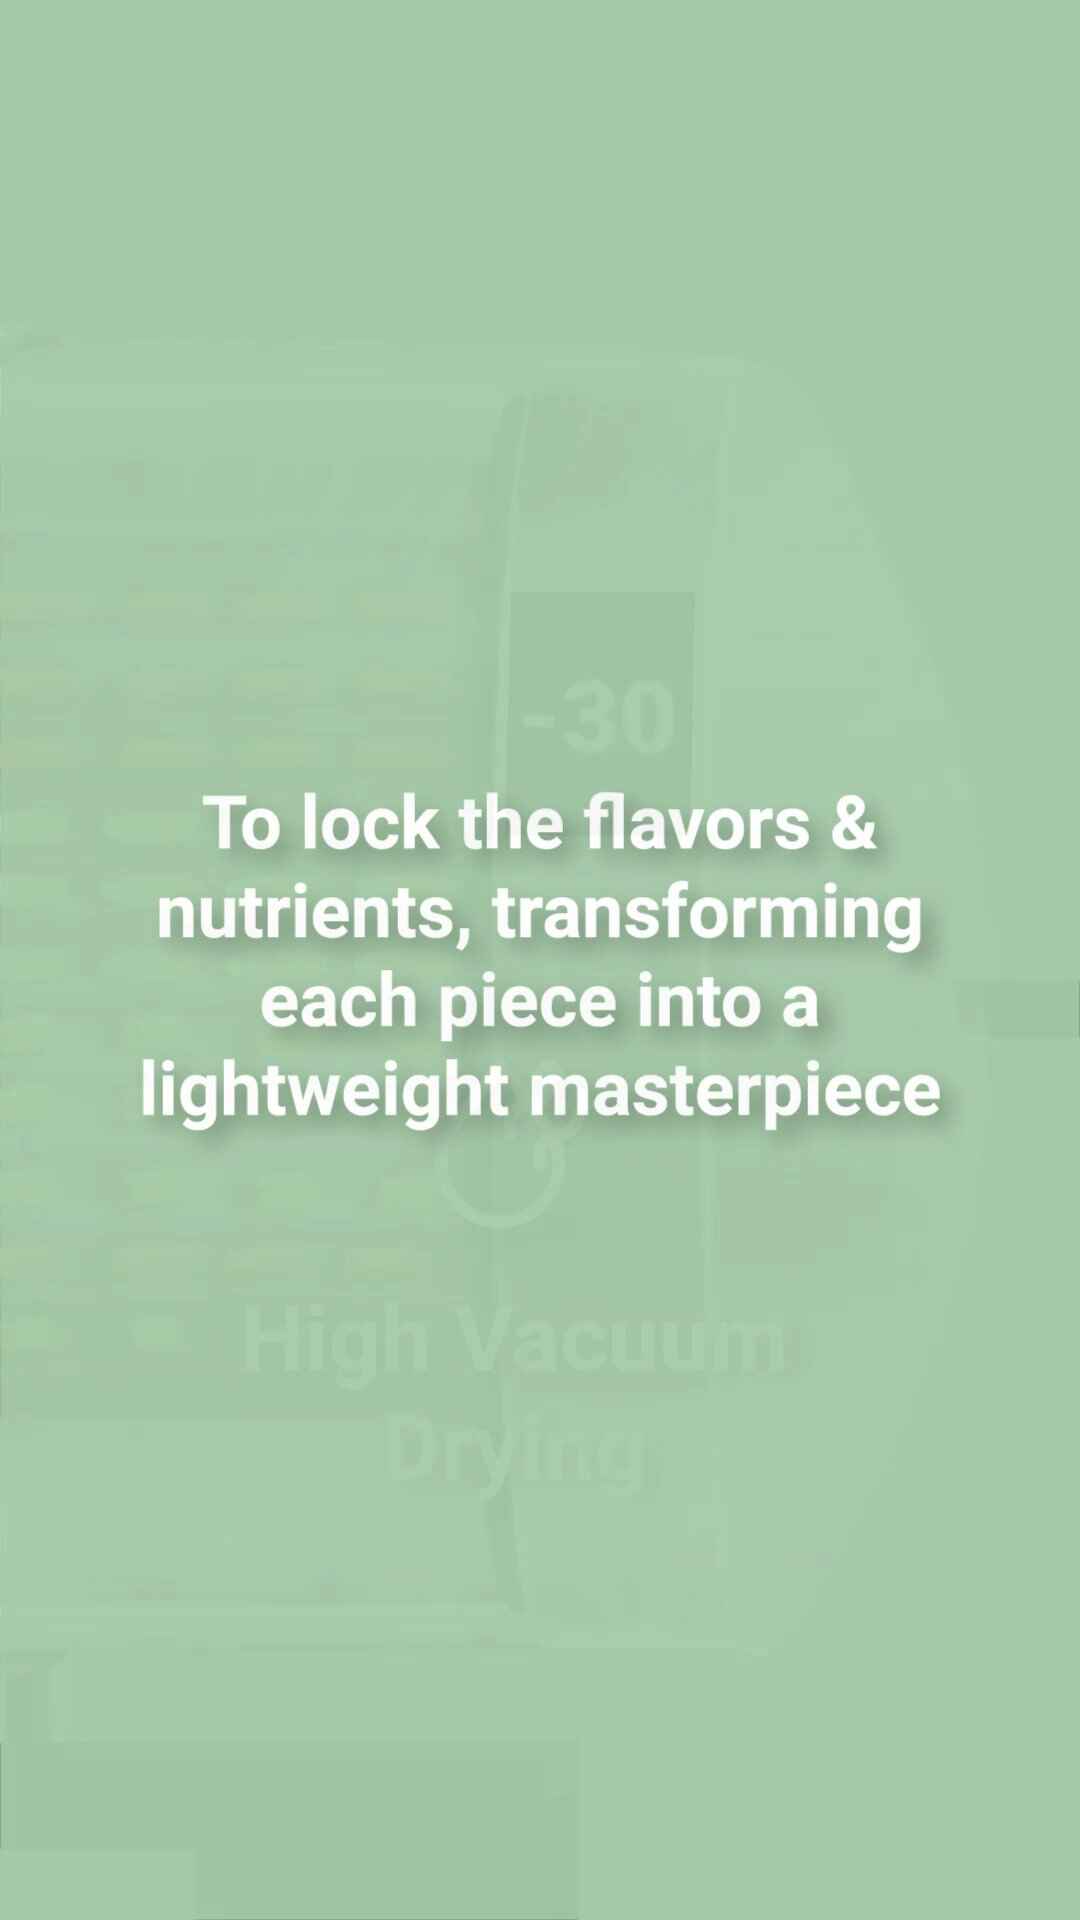 -30
To lock the flavors &
nutrients, transforming
each piece into a
lightweight masterpiece
High Vacuum
Drying